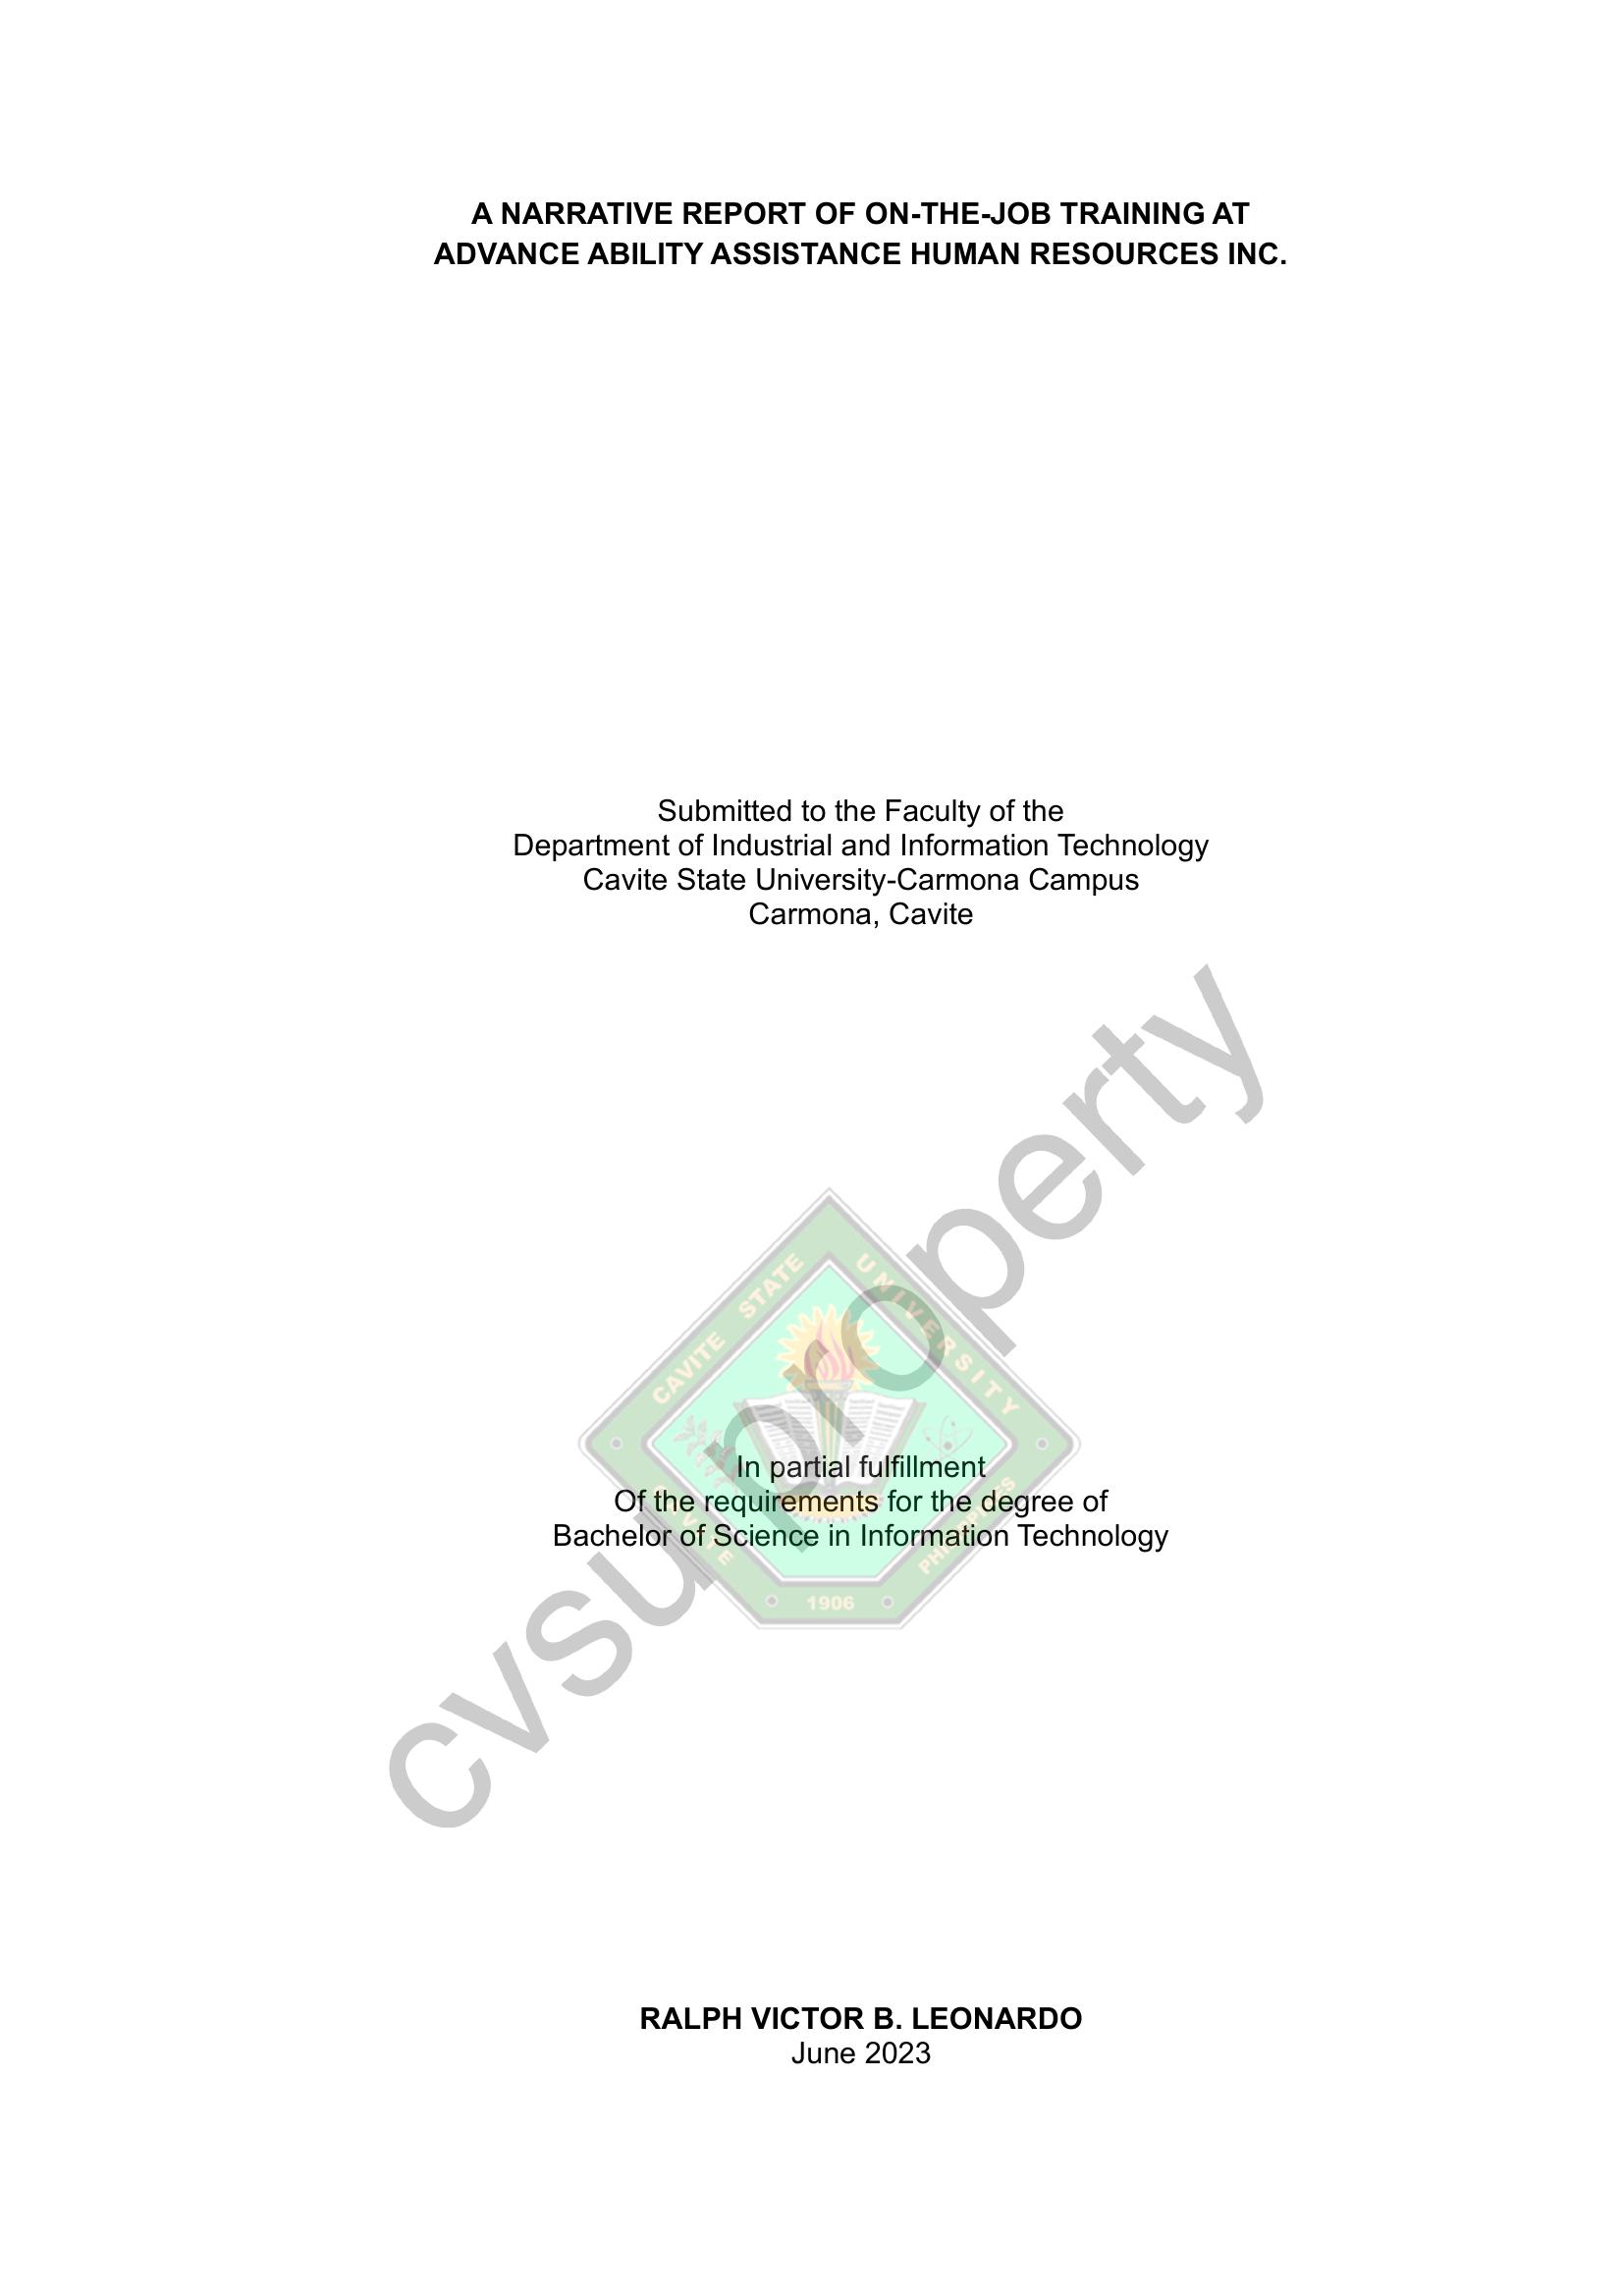 A NARRATIVE REPORT OF ON-THE-JOB TRAINING AT
ADVANCE ABILITY ASSISTANCE HUMAN RESOURCES INC.
Submitted to the Faculty of the
Department of Industrial and Information Technology
Cavite State University-Carmona Campus
Carmona, Cavite
cvsu property
CAVITE STATE UNIVERSITY
In partial fulfillment
Of the requirements for the degree of
Bachelor of Science in Information Technology
CAVITE PHILIPPINES
1906
RALPH VICTOR B. LEONARDO
June 2023